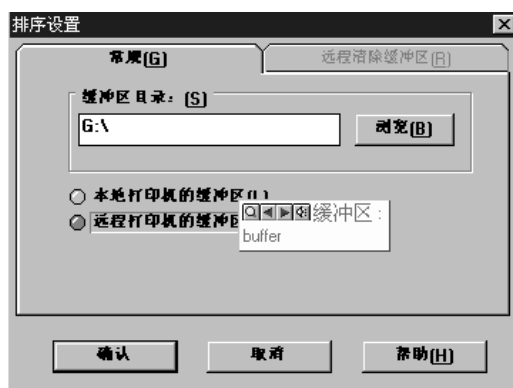 排序设置
常规(G)
远程清除缓冲区(R)
缓冲区目录：(S)
G:\
浏览(B)
本地打印机的缓冲区(L)
远程打印机的缓冲区
缓冲区：
buffer
确认
取消
帮助(H)